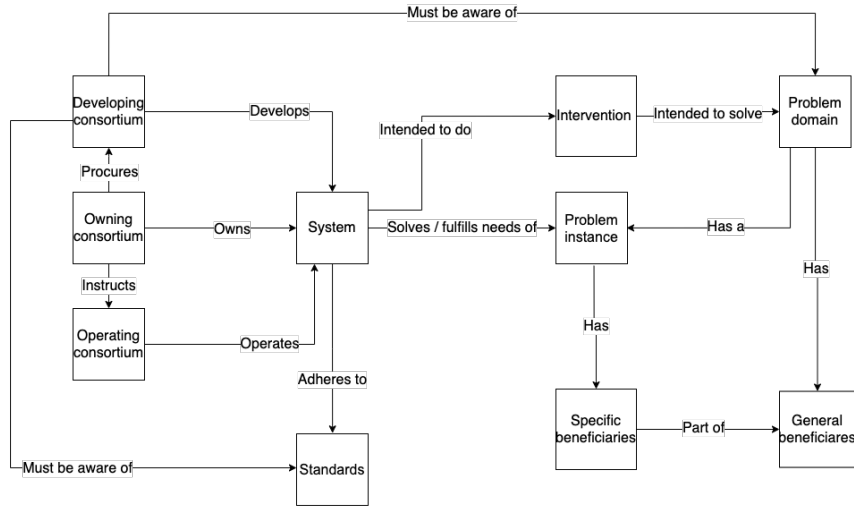 Must be aware of
Developing
consortium
Develops
Intended to do
Intervention
Intended to solve
Problem
domain
Procures
Owning
consortium
Owns
System
Solves / fulfills needs of
Problem
instance
Has a
Instructs
Has
Operating
consortium
Operates
Has
Adheres to
Specific
beneficiaries
Part of
General
beneficiares
Must be aware of
Standards